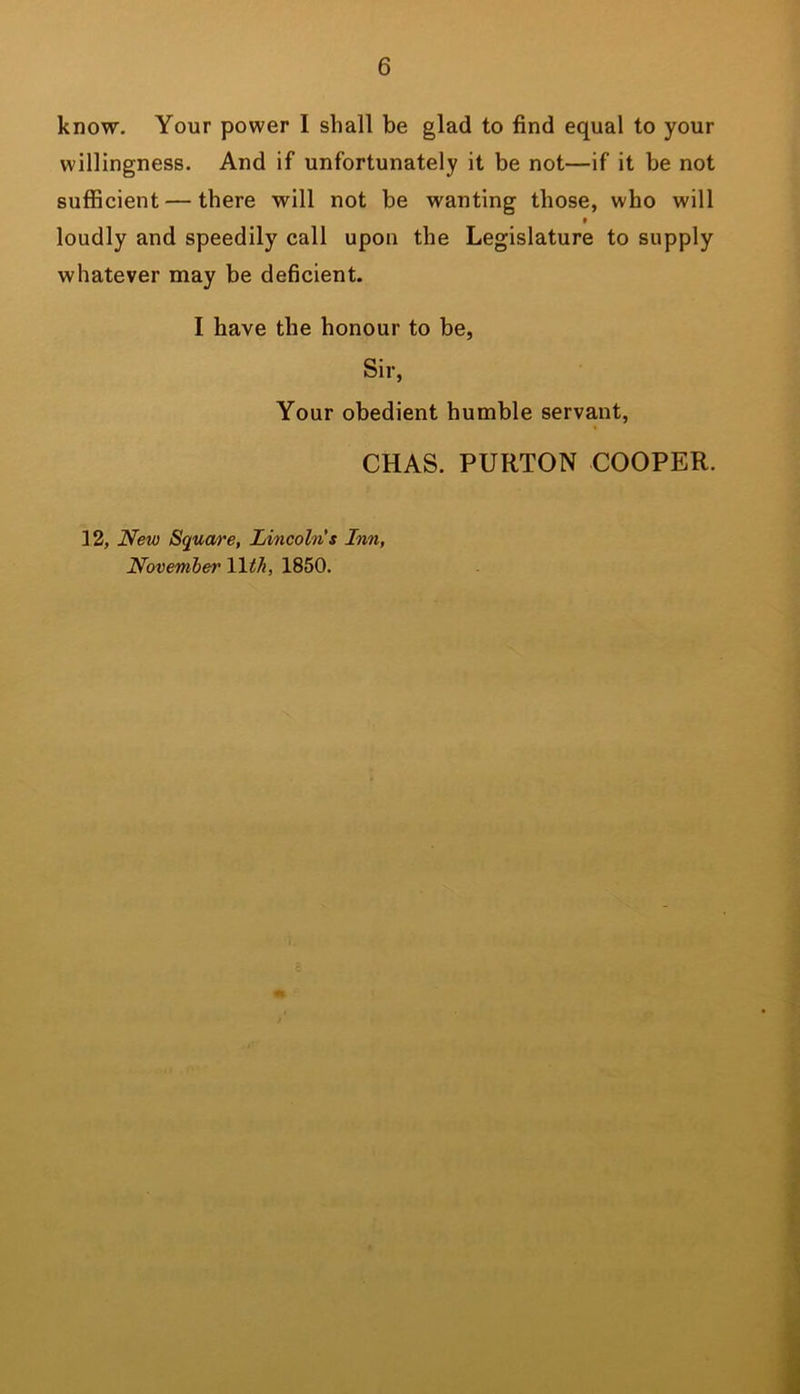 6
know. Your power I shall be glad to find equal to your
willingness. And if unfortunately it be not—if it be not
sufficient — there will not be wanting those, who will
loudly and speedily call upon the Legislature to supply
whatever may be deficient.
I have the honour to be,
Sir,
Your obedient humble servant,
CHAS. PURTON COOPER.
12, New Square, Lincoln's Inn,
November 11th, 1850.